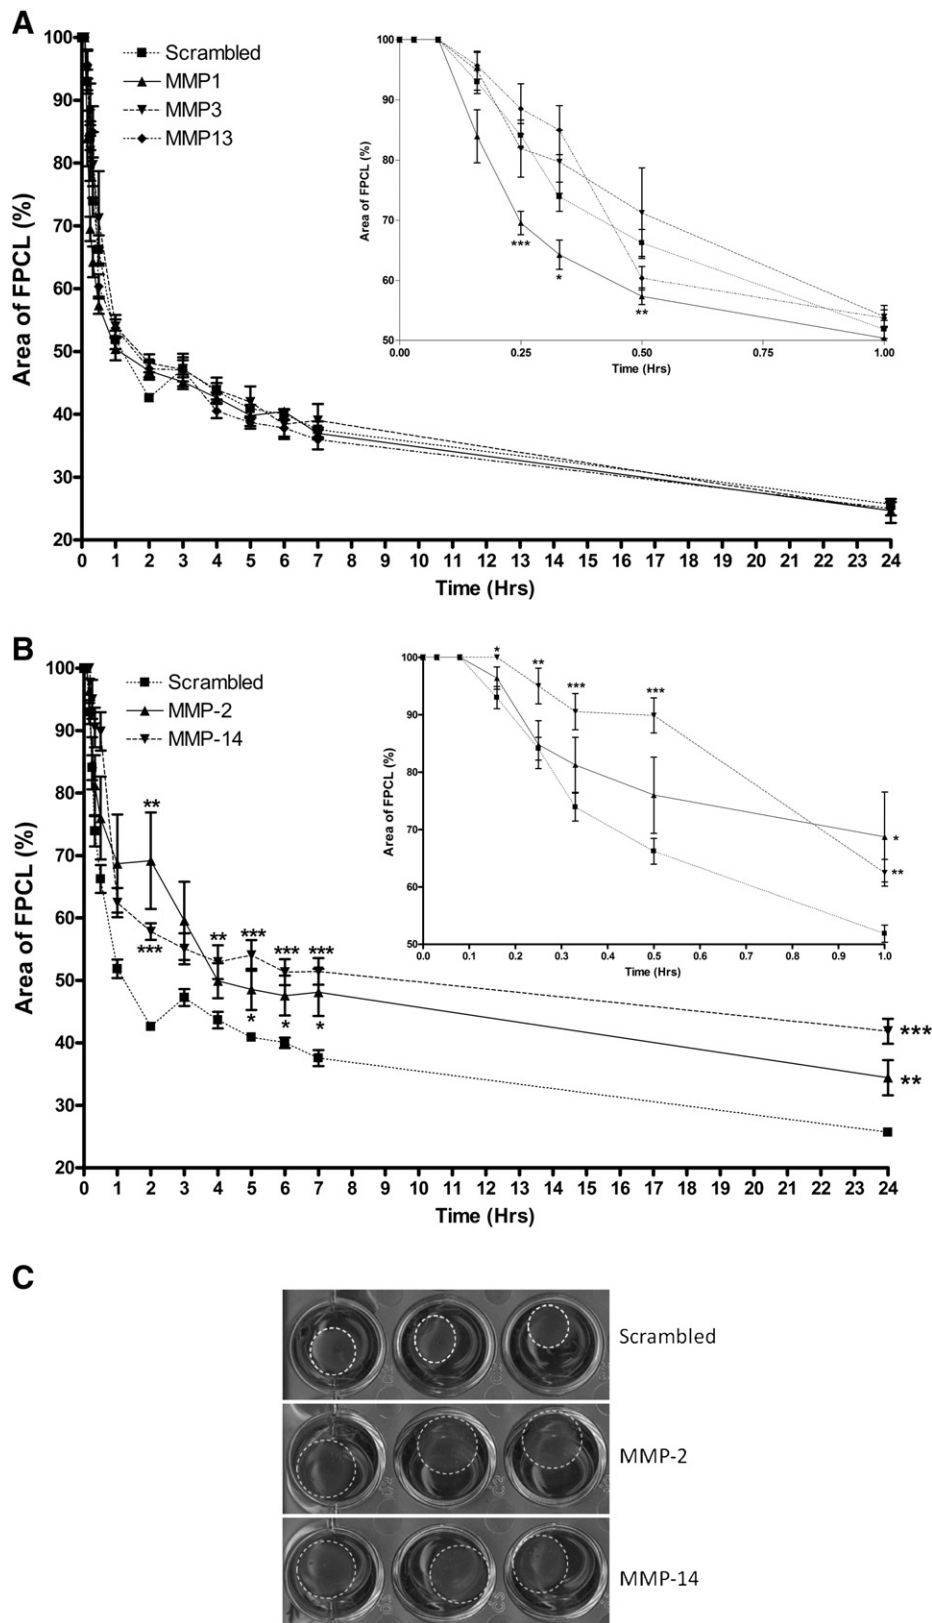 A
Scrambled
MMP1
MMP3
MMP13
Area of FPCL (%)
100
90
80
70
60
50
40
30
20
0 1 2 3 4 5 6 7 8 9 10 11 12 13 14 15 16 17 18 19 20 21 22 23 24
Time (Hrs)
Area of FPCL (%)
100
90
80
70
60
50
***
*
**
0.00 0.25 0.50 0.75 1.00
Time (Hrs)
B
Scrambled
MMP-2
MMP-14
Area of FPCL (%)
100
90
80
70
60
50
40
30
20
**
***
** *** *** ***
* * *
***
**
0 1 2 3 4 5 6 7 8 9 10 11 12 13 14 15 16 17 18 19 20 21 22 23 24
Time (Hrs)
Area of FPCL (%)
100
90
80
70
60
50
* ** *** ***
*
**
0.0 0.1 0.2 0.3 0.4 0.5 0.6 0.7 0.8 0.9 1.0
Time (Hrs)
C
Scrambled
MMP-2
MMP-14